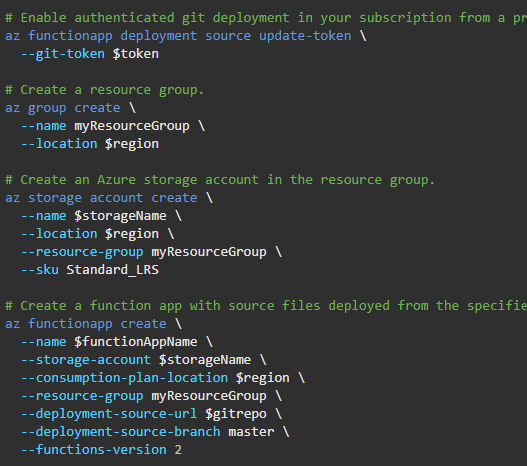 # Enable authenticated git deployment in your subscription from a
az functionapp deployment source update-token \
--git-token $token
# Create a resource group.
az group create \
--name myResourceGroup \
--location $region
# Create an Azure storage account in the resource group.
az storage account create \
--name $storageName \
--location $region \
--resource-group myResourceGroup \
--sku Standard_LRS
# Create a function app with source files deployed from the
az functionapp create \
--name $functionAppName \
--storage-account $storageName \
--consumption-plan-location $region \
--resource-group myResourceGroup \
--deployment-source-url $gitrepo \
--deployment-source-branch master \
--functions-version 2